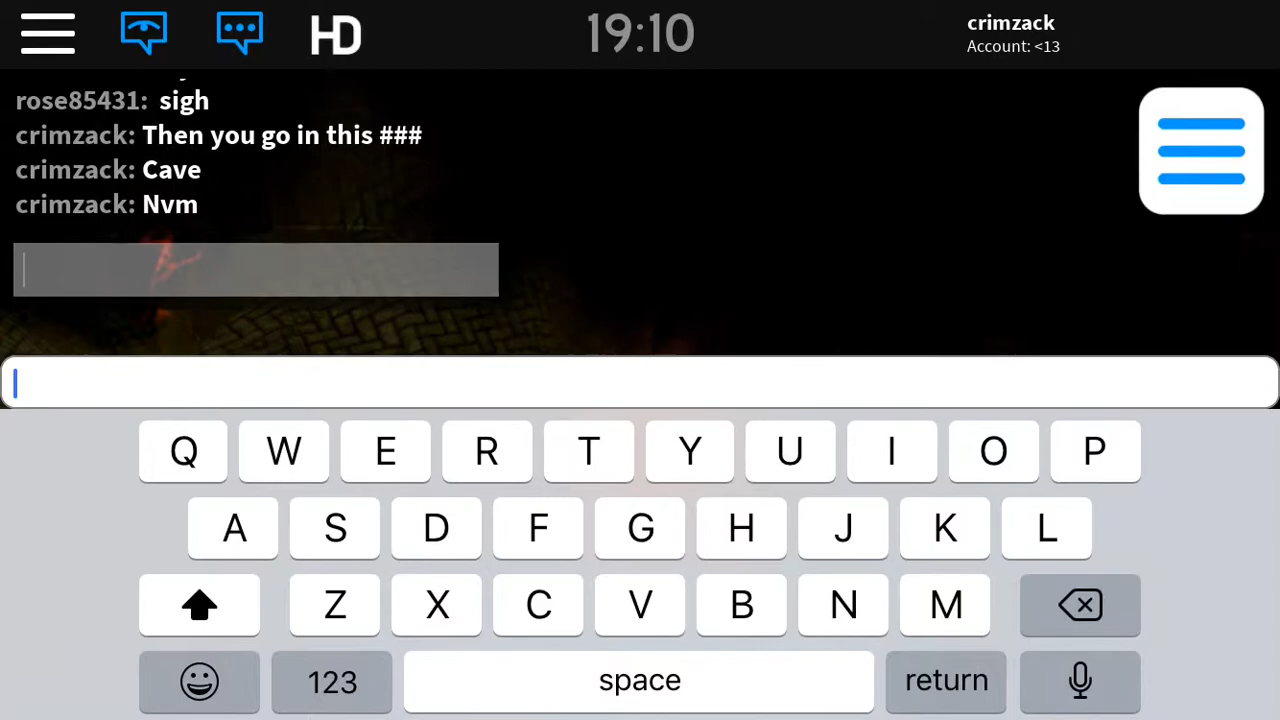 HD
19:10
crimzack
Account: <13
rose85431: sigh
crimzack: Then you go in this ###
crimzack: Cave
crimzack: Nvm
Q W E R T Y U I O P
A S D F G H J K L
Z X C V B N M
123 space return